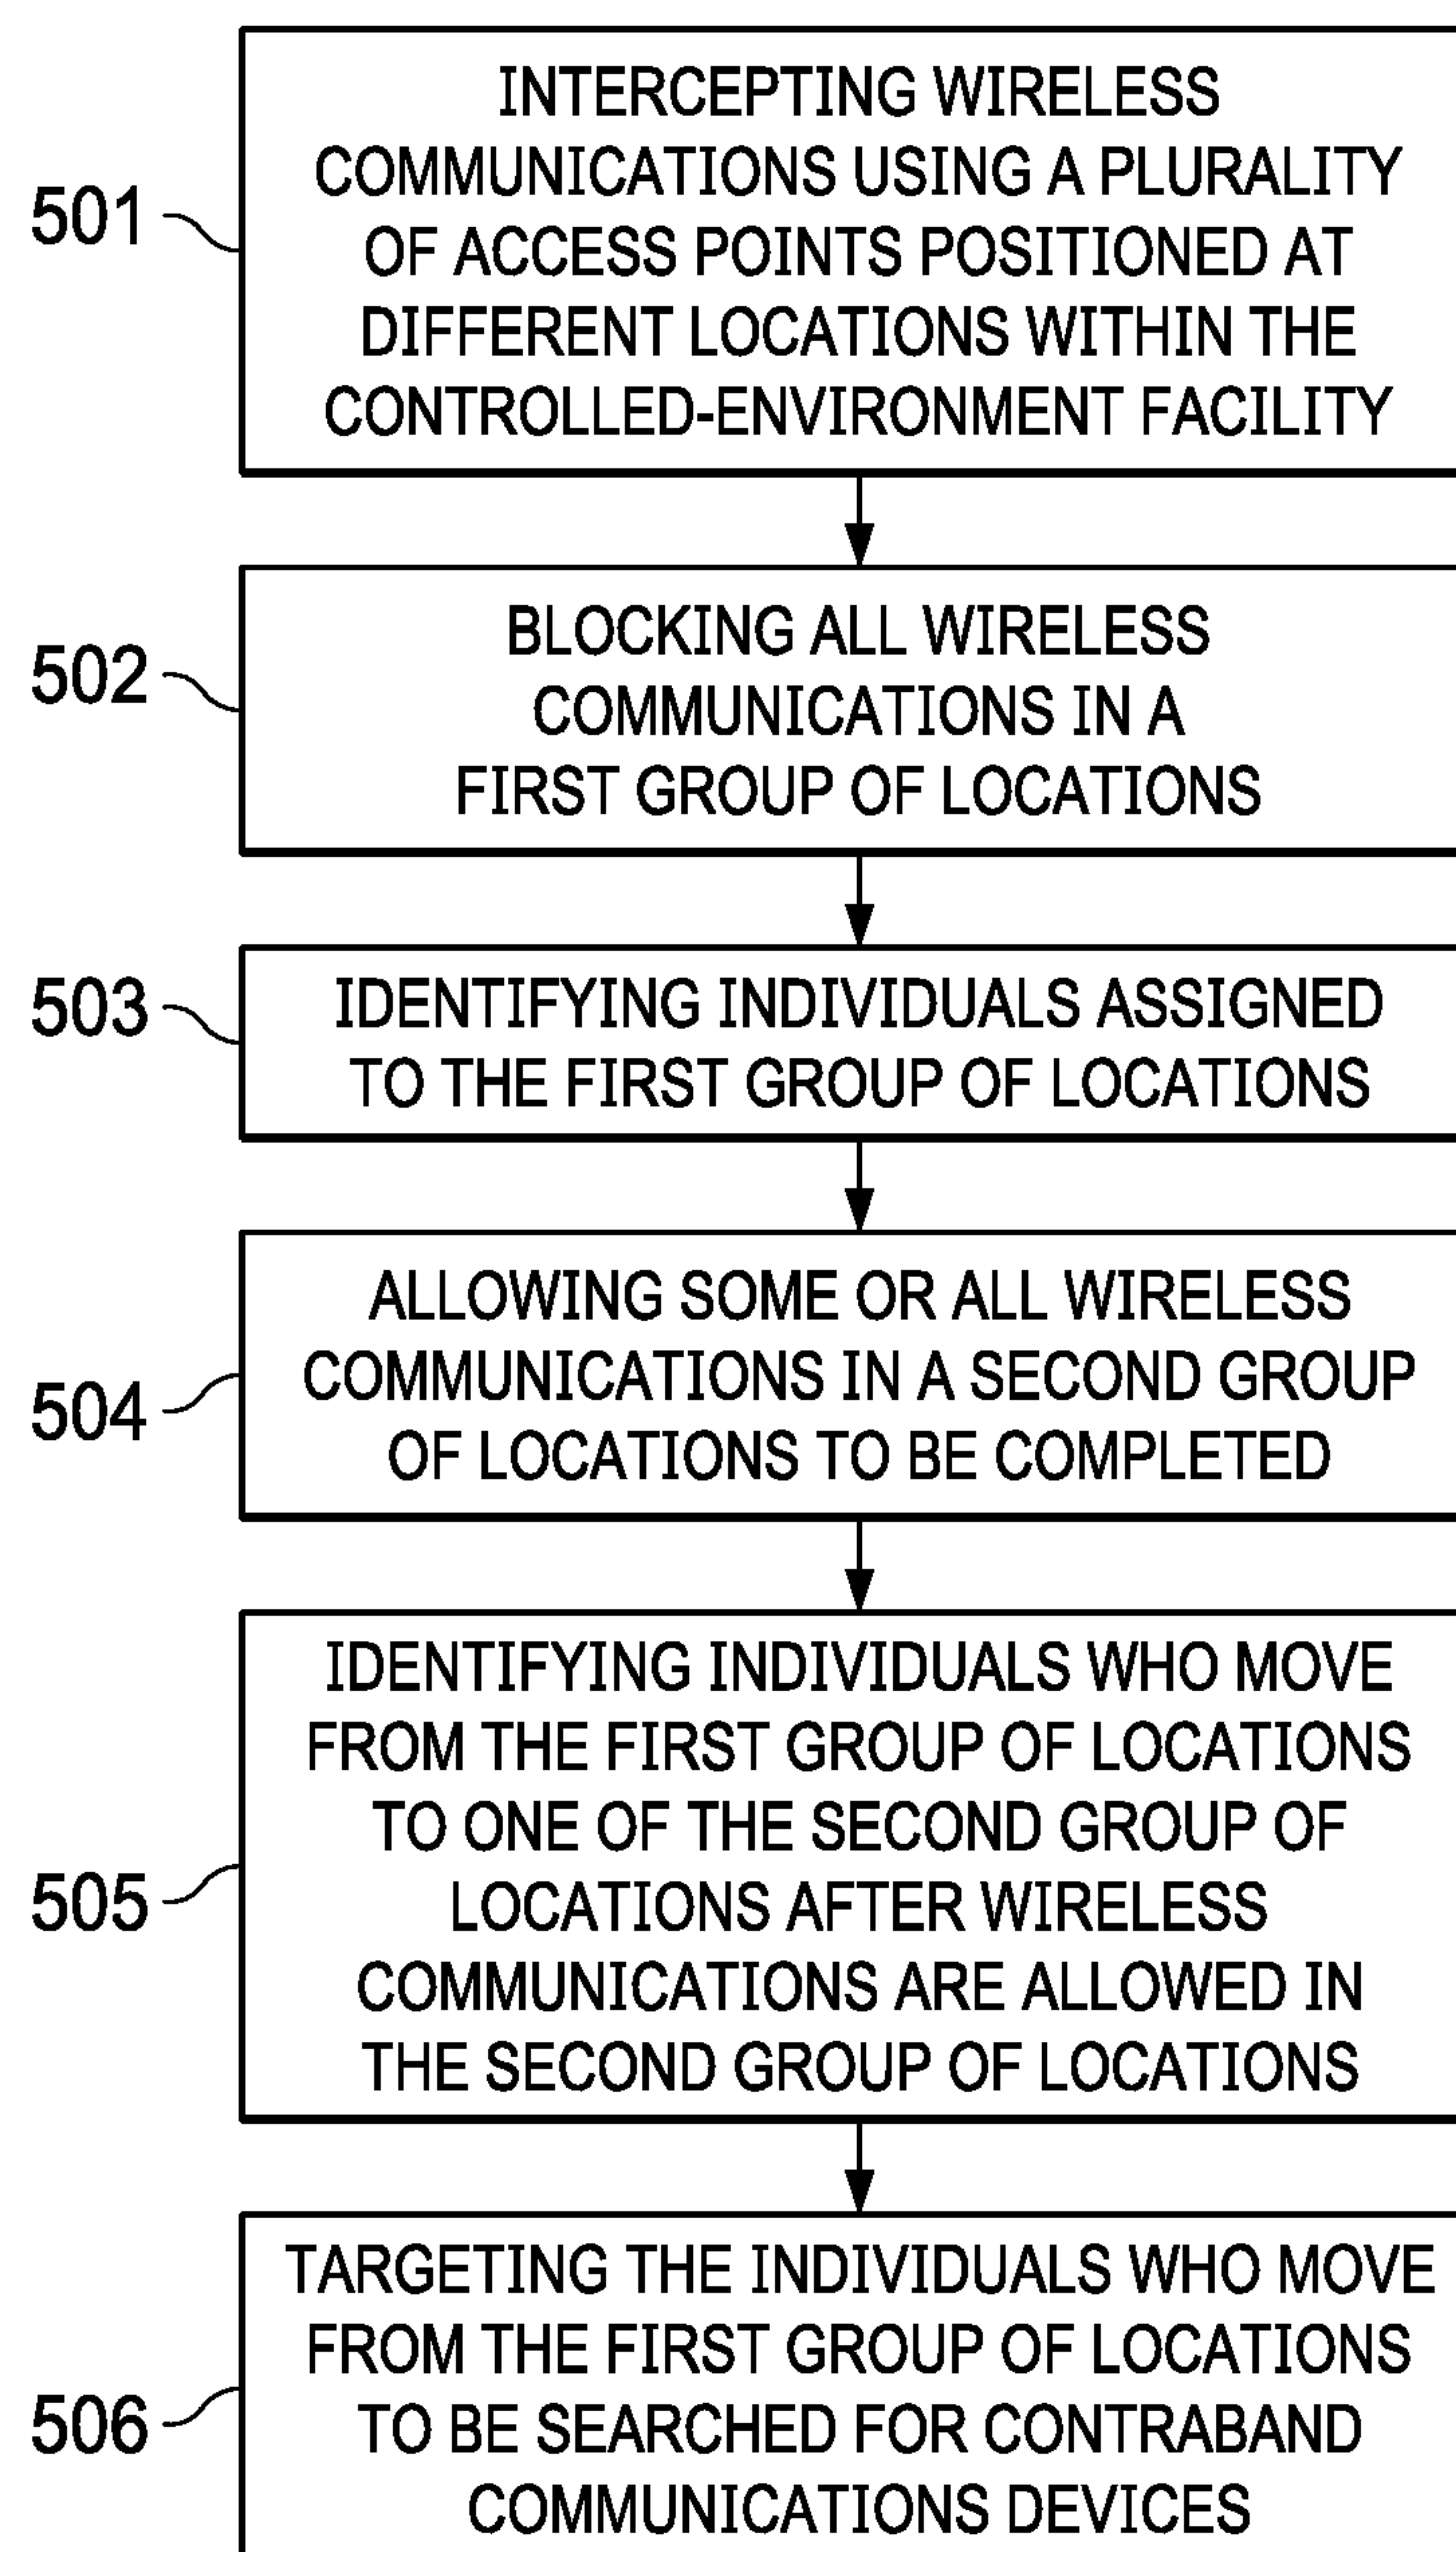 501
INTERCEPTING WIRELESS
COMMUNICATIONS USING A PLURALITY
OF ACCESS POINTS POSITIONED AT
DIFFERENT LOCATIONS WITHIN THE
CONTROLLED-ENVIRONMENT FACILITY
502
BLOCKING ALL WIRELESS
COMMUNICATIONS IN A
FIRST GROUP OF LOCATIONS
503
IDENTIFYING INDIVIDUALS ASSIGNED
TO THE FIRST GROUP OF LOCATIONS
504
ALLOWING SOME OR ALL WIRELESS
COMMUNICATIONS IN A SECOND GROUP
OF LOCATIONS TO BE COMPLETED
505
IDENTIFYING INDIVIDUALS WHO MOVE
FROM THE FIRST GROUP OF LOCATIONS
TO ONE OF THE SECOND GROUP OF
LOCATIONS AFTER WIRELESS
COMMUNICATIONS ARE ALLOWED IN
THE SECOND GROUP OF LOCATIONS
506
TARGETING THE INDIVIDUALS WHO MOVE
FROM THE FIRST GROUP OF LOCATIONS
TO BE SEARCHED FOR CONTRABAND
COMMUNICATIONS DEVICES